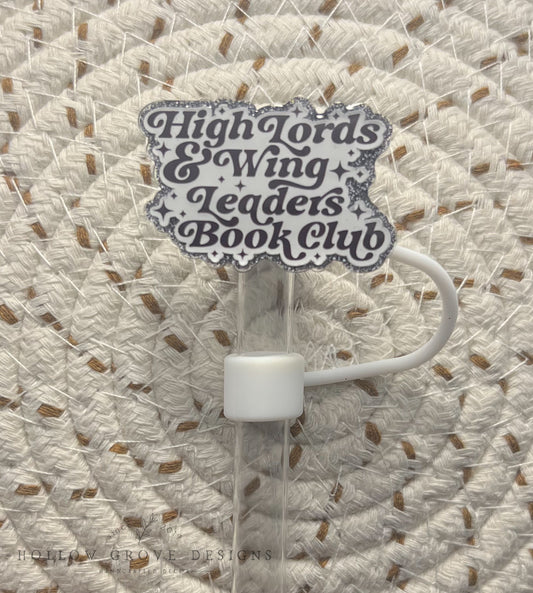 High Lords
& Wing
Leaders
Book Club
HOLLOW GROVE DESIGNS